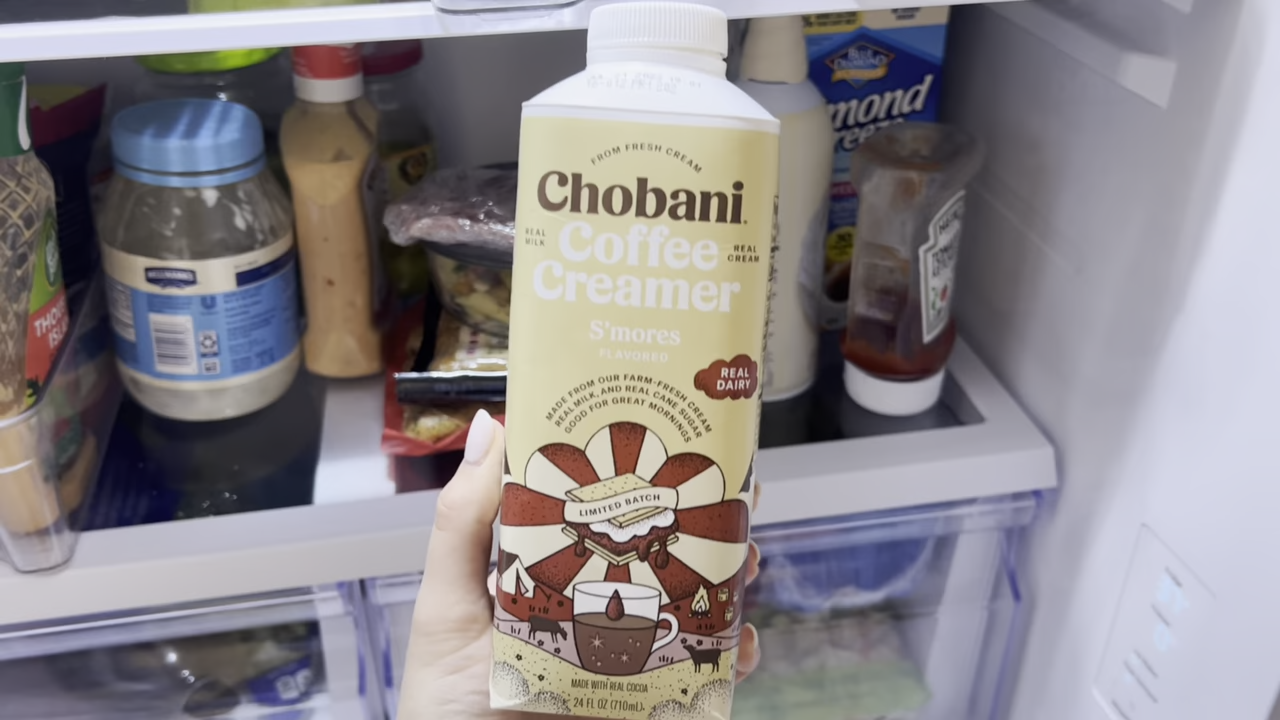 FROM FRESH CREAM
Chobani
REAL
MILK
Coffee
Creamer
REAL
CREAM
S'mores
FLAVORED
REAL
DAIRY
MADE FROM OUR FARM-FRESH CREAM
REAL MILK, AND REAL CANE SUGAR
GOOD FOR GREAT MORNINGS
LIMITED BATCH
MADE WITH REAL COCOA
24 FL OZ (710mL)
BLUE
DIAMOND
mond
reeze
HEINZ
HELLMANN'S